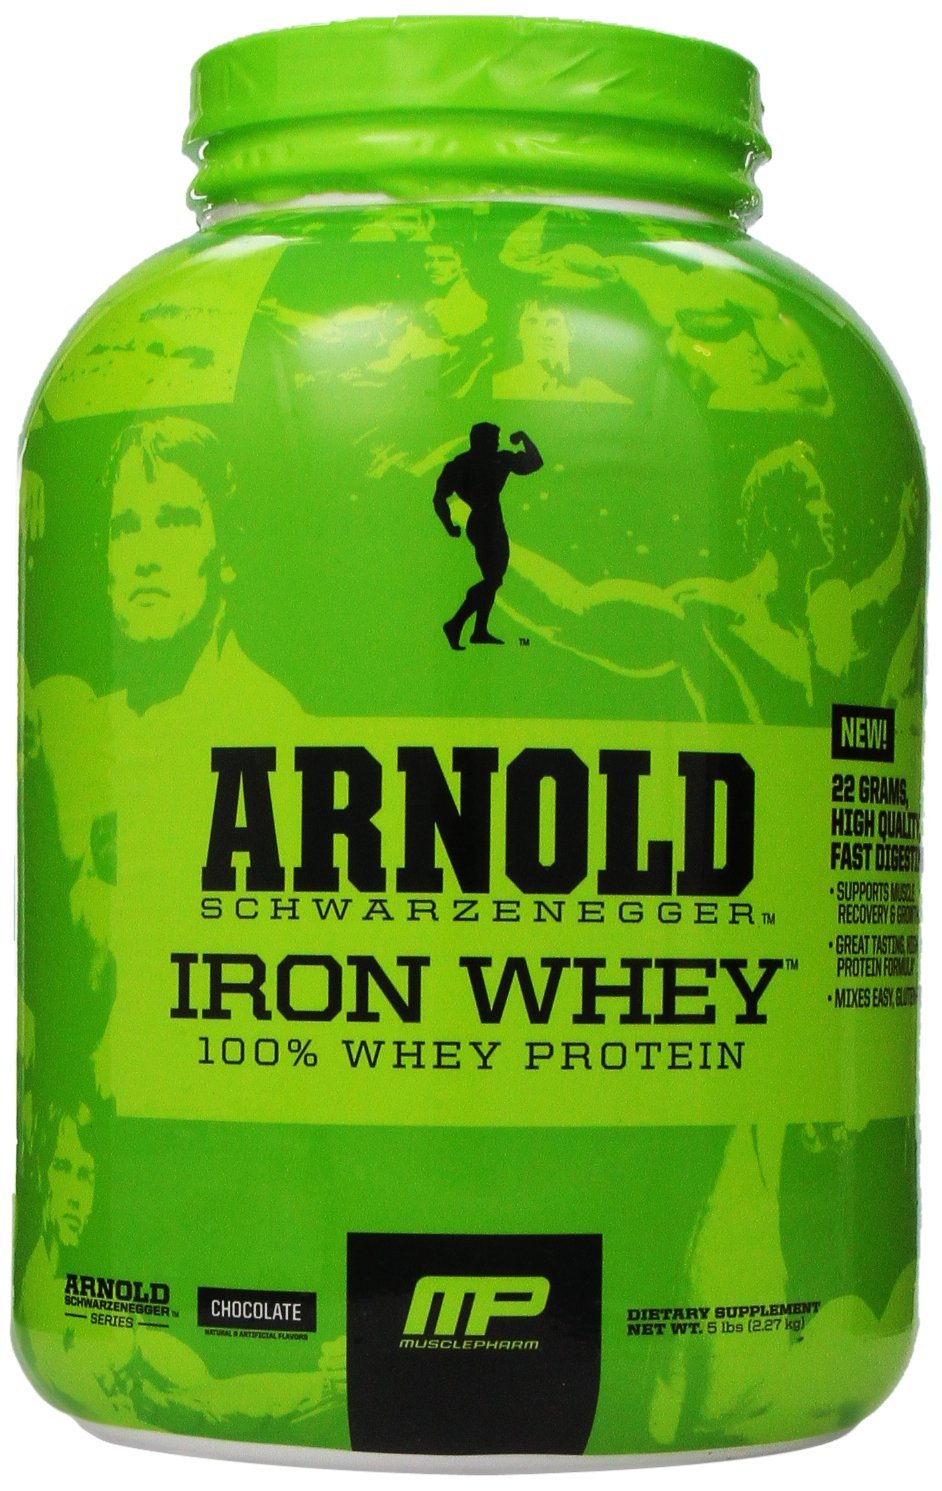 ™
NEW!
22 GRAMS,
HIGH QUALITY,
FAST
• SUPPORTS MUSCLE
RECOVERY &
• GREAT TASTING,
PROTEIN FORMULA
• MIXES EASY,
ARNOLD
SCHWARZENEGGER™
IRON WHEY™
100% WHEY PROTEIN
ARNOLD
SCHWARZENEGGER™
SERIES
CHOCOLATE
NATURAL & ARTIFICIAL FLAVORS
MP
MUSCLEPHARM
DIETARY SUPPLEMENT
NET WT. 5 lbs (2.27 kg)